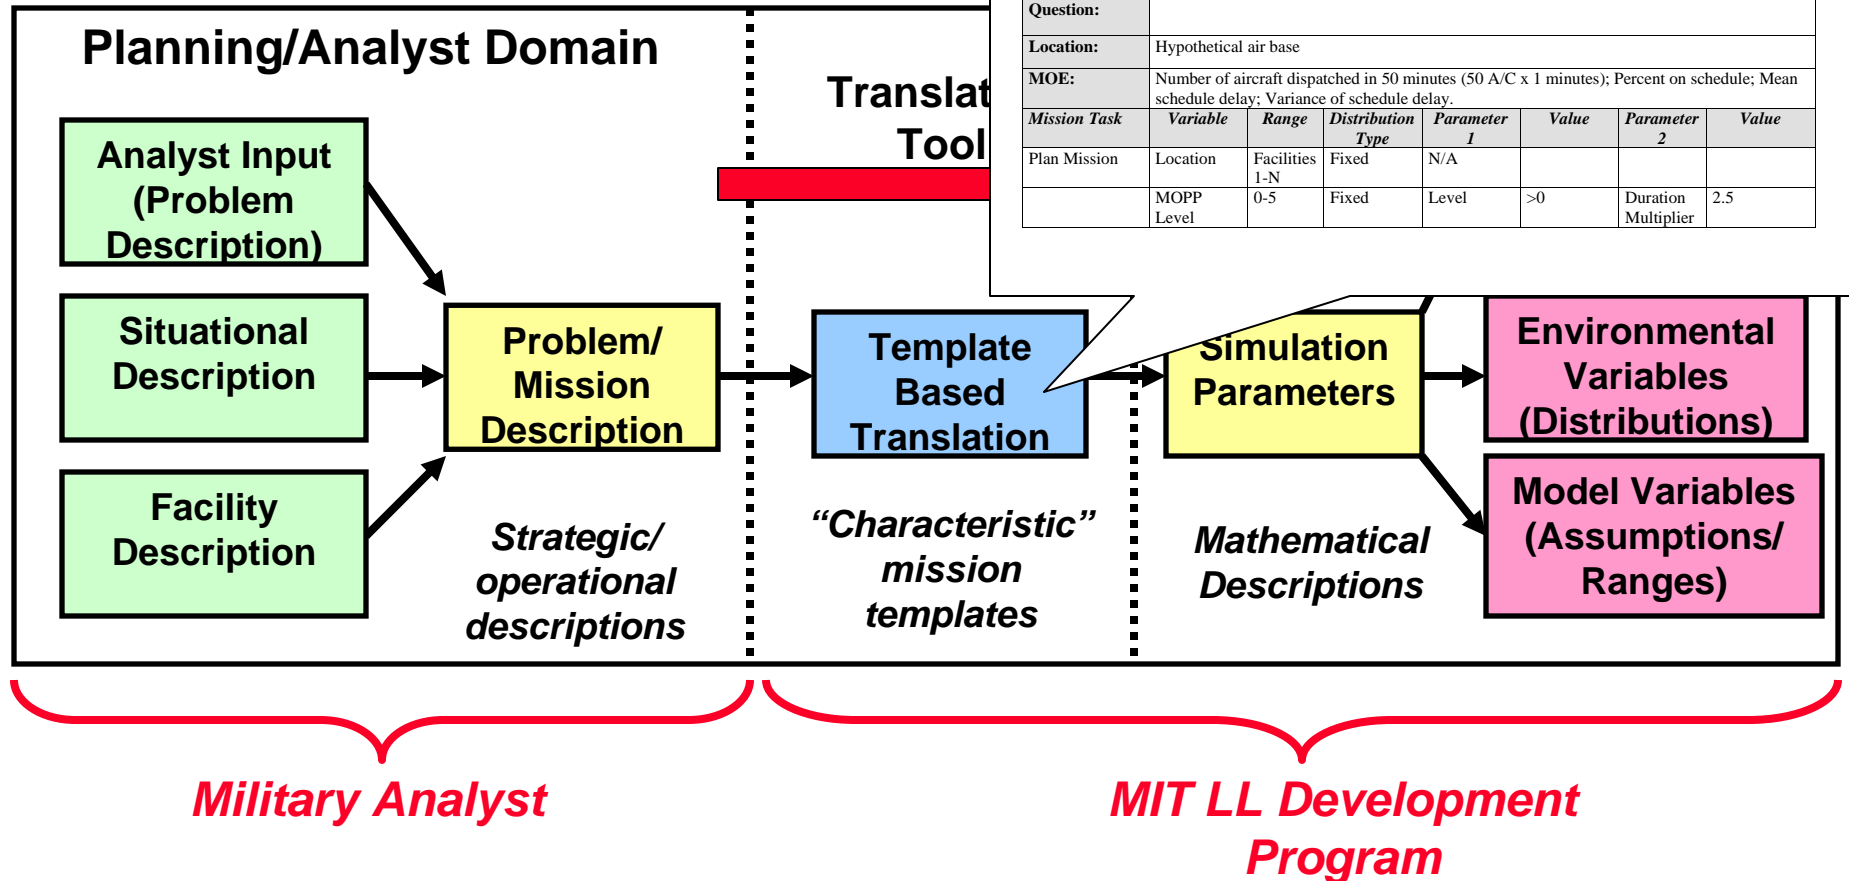 Planning/Analyst Domain
Translat
Tool
Question:
Location: Hypothetical air base
MOE: Number of aircraft dispatched in 50 minutes (50 A/C x 1 minutes); Percent on schedule; Mean
schedule delay; Variance of schedule delay.
Mission Task Variable Range Distribution Type Parameter 1 Value Parameter 2 Value
Plan Mission Location Facilities 1-N Fixed N/A
MOPP Level 0-5 Fixed Level >0 Duration Multiplier 2.5
Analyst Input
(Problem
Description)
Situational
Description
Facility
Description
Problem/
Mission
Description
Strategic/
operational
descriptions
Template
Based
Translation
“Characteristic”
mission
templates
Simulation
Parameters
Mathematical
Descriptions
Environmental
Variables
(Distributions)
Model Variables
(Assumptions/
Ranges)
Military Analyst
MIT LL Development
Program